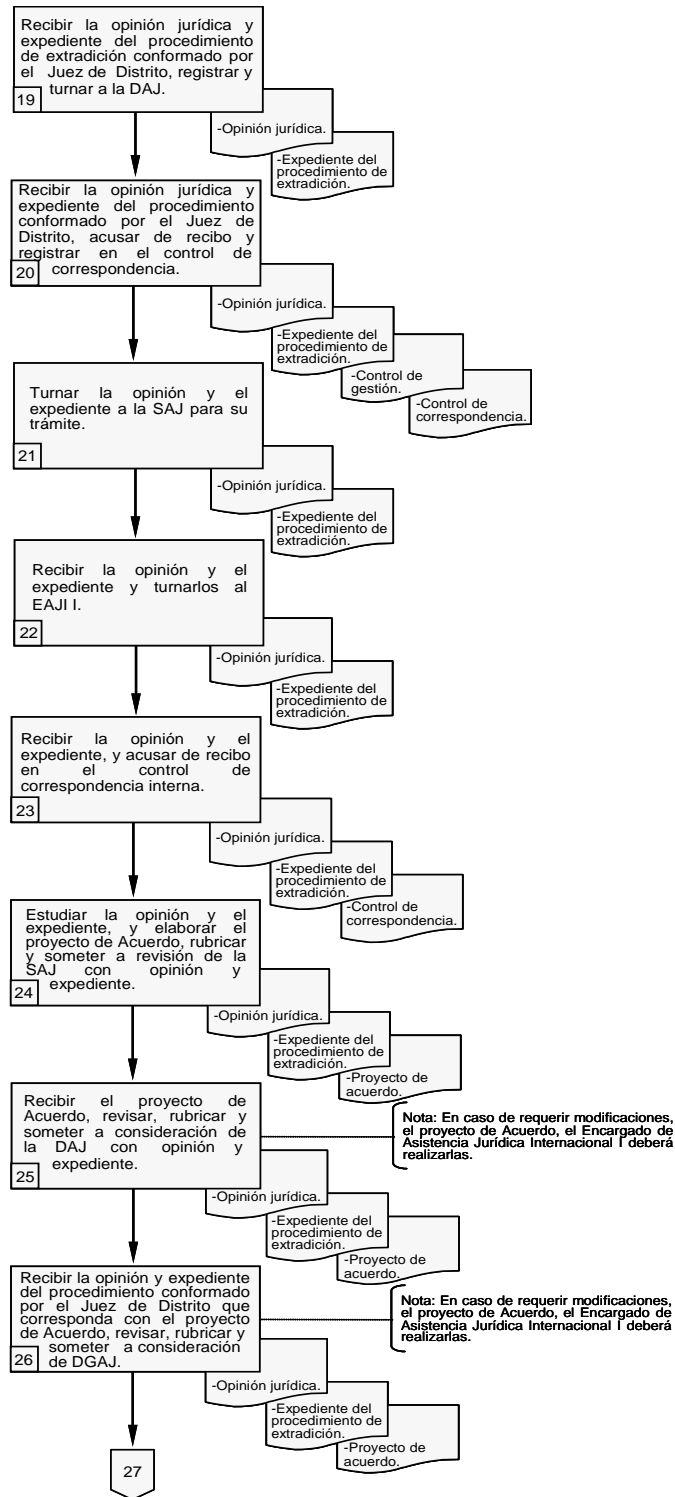 Recibir la opinión jurídica y
expediente del procedimiento
de extradición conformado por
el Juez de Distrito, registrar y
turnar a la DAJ.
19
-Opinión jurídica.
-Expediente del
procedimiento de
extradición.
Recibir la opinión jurídica y
expediente del procedimiento
conformado por el Juez de
Distrito, acusar de recibo y
registrar en el control de
correspondencia.
20
-Opinión jurídica.
-Expediente del
procedimiento de
extradición.
-Control de
gestión.
-Control de
correspondencia.
Turnar la opinión y el
expediente a la SAJ para su
trámite.
21
-Opinión jurídica.
-Expediente del
procedimiento de
extradición.
Recibir la opinión y el
expediente y turnarlos al
EAJI I.
22
-Opinión jurídica.
-Expediente del
procedimiento de
extradición.
Recibir la opinión y el
expediente, y acusar de recibo
en el control de
correspondencia interna.
23
-Opinión jurídica.
-Expediente del
procedimiento de
extradición.
-Control de
correspondencia.
Estudiar la opinión y el
expediente, y elaborar el
proyecto de Acuerdo, rubricar
y someter a revisión de la
SAJ con opinión y
expediente.
24
-Opinión jurídica.
-Expediente del
procedimiento de
extradición.
-Proyecto de
acuerdo.
Recibir el proyecto de
Acuerdo, revisar, rubricar y
someter a consideración de
la DAJ con opinión y
expediente.
25
Nota: En caso de requerir modificaciones,
el proyecto de Acuerdo, el Encargado de
Asistencia Jurídica Internacional I deberá
realizarlas.
-Opinión jurídica.
-Expediente del
procedimiento de
extradición.
-Proyecto de
acuerdo.
Recibir la opinión y expediente
del procedimiento conformado
por el Juez de Distrito que
corresponda con el proyecto
de Acuerdo, revisar, rubricar y
someter a consideración
de DGAJ.
26
Nota: En caso de requerir modificaciones,
el proyecto de Acuerdo, el Encargado de
Asistencia Jurídica Internacional I deberá
realizarlas.
-Opinión jurídica.
-Expediente del
procedimiento de
extradición.
-Proyecto de
acuerdo.
27